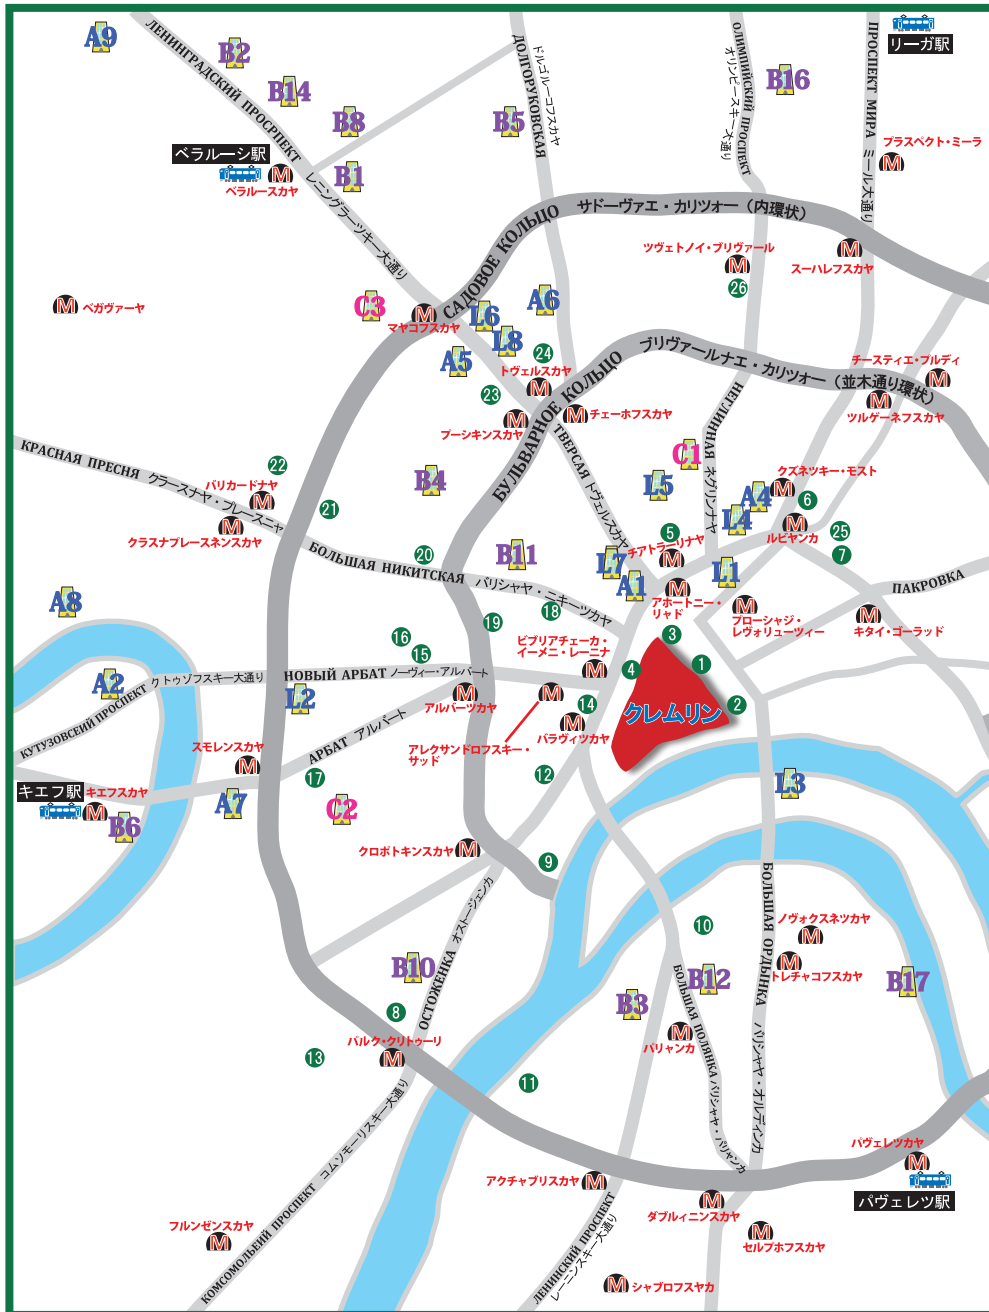 A9
ЛЕНИНГРАДСКИЙ ПРОСРПЕКТ
レニングラーツキー大通り
B2
B14
B8
B5
ДОЛГОРУКОВСКАЯ
ドルゴルーコフスカヤ
ОЛИМПИЙСКИЙ ПРОСПЕКТ
オリンピースキー大通り
B16
ПРОСПЕКТ МИРА ミール大通り
リーガ駅
M プラスペクト・ミーラ
ベラルーシ駅
M ベラルースカヤ
B1
САДОВОЕ КОЛЬЦО サドーヴァエ・カリツォー（内環状）
ツヴェトノイ・ブリヴァール
M
26
M
スーハレフスカヤ
M ベガヴァーヤ
C3
M
マヤコフスカヤ
L6
A6
L8
A5
24
トヴェルスカヤ
M
23
M
プーシキンスカヤ
M チェーホフスカヤ
БУЛЬВАРНОЕ КОЛЬЦО ブリヴァールナエ・カリツォー（並木通り環状）
チースティエ・プルディ
M
M
ツルゲーネフスカヤ
НЕГЛИННАЯ ネグリンナヤ
ТВЕРСАЯ トヴェルスカヤ
КРАСНАЯ ПРЕСНЯ クラースナヤ・プレースニャ
22
バリカードナヤ
M
M
クラスナプレースネンスカヤ
21
B4
C1
L5
A4
L4
クズネツキー・モスト
M
6
M
ルビヤンカ
25
7
5
チアトラーリナヤ
M
БОЛЬШАЯ НИКИТСКАЯ バリシャヤ・ニキーツカヤ
20
B11
L7
A1
L1
M
アホートニー・
リャド
M
プローシャジ・
レヴォリューツィー
ПАКРОВКА
M
キタイ・ゴーラッド
A8
18
19
16
15
ビブリアチェーカ・
イーメニ・レーニナ
M
3
1
4
2
クレムリン
A2
クトゥゾフスキー大通り
НОВЫЙ АРБАТ ノーヴィー・アルバート
КУТУЗОВСЕИЙ ПРОСПЕКТ
L2
M
アルバーツカヤ
M
14
M
バラヴィツカヤ
アレクサンドロフスキー・
サッド
АРБАТ アルバート
スモレンスカヤ
M
17
12
キエフ駅
キエフスカヤ
M
B6
A7
C2
L3
クロポトキンスカヤ M
9
ОСТОЖЕНКА オストージェンカ
10
БОЛЬШАЯ ОРДЫНКА バリシャヤ・オルディンカ
ノヴォクスネツカヤ
M
M
トレチャコフスカヤ
B10
B12
B3
B17
БОЛЬШАЯ ПОЛЯНКА バリシャヤ・パリャンカ
M
パリャンカ
8
パルク・クリトゥーリ
M
13
11
КОМСОМОЛЬЕИЙ ПРОСПЕКТ コムソモーリスキー大通り
パヴェレツカヤ
M
パヴェレツ駅
アクチャブリスカヤ M
M
ダブルィニンスカヤ
M
セルプホフスカヤ
フルンゼンスカヤ
M
ЛЕНИНСКИЙ ПРОСПЕКТ
レーニンスキー大通り
M シャブロフスヤカ